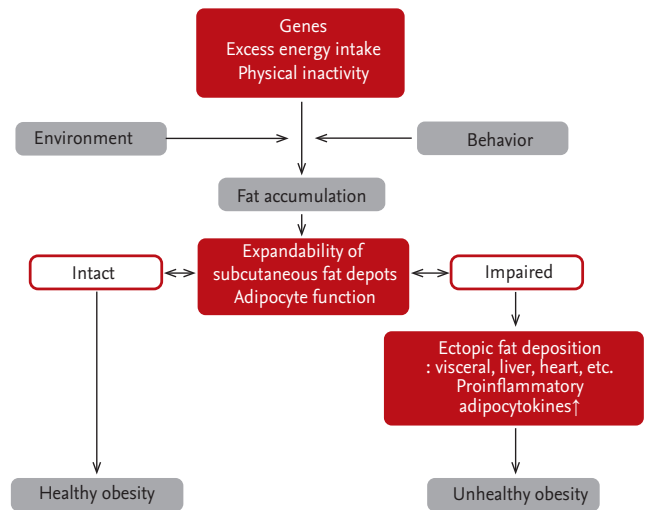 Genes
Excess energy intake
Physical inactivity
Environment
Behavior
Fat accumulation
Intact
Expandability of
subcutaneous fat depots
Adipocyte function
Impaired
Ectopic fat deposition
: visceral, liver, heart, etc.
Proinflammatory
adipocytokines↑
Healthy obesity
Unhealthy obesity